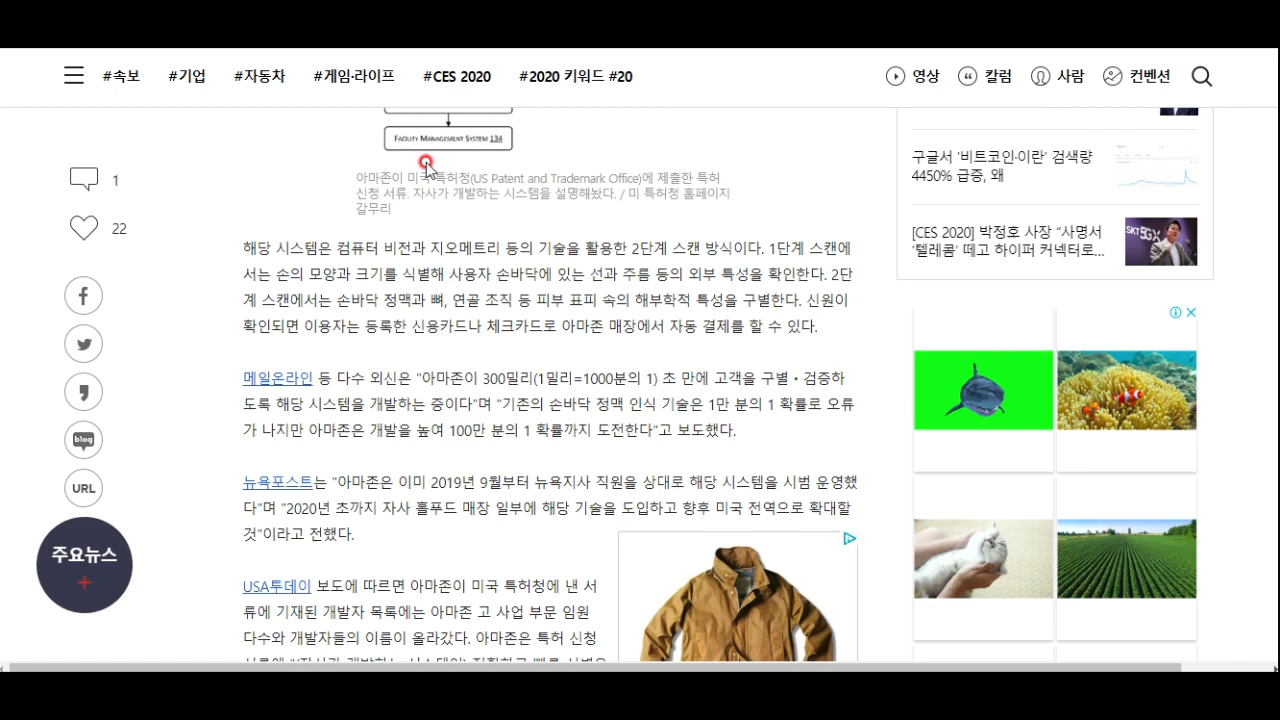 #속보 #기업 #자동차 #게임·라이프 #CES 2020 #2020 키워드 #20 영상 칼럼 사람 컨벤션
FACILITY MANAGEMENT SYSTEM 134
아마존이 미국 특허청(US Patent and Trademark Office)에 제출한 특허
신청 서류. 자사가 개발하는 시스템을 설명해놨다. / 미 특허청 홈페이지
갈무리
1
22
blog
URL
주요뉴스
+
해당 시스템은 컴퓨터 비전과 지오메트리 등의 기술을 활용한 2단계 스캔 방식이다. 1단계 스캔에
서는 손의 모양과 크기를 식별해 사용자 손바닥에 있는 선과 주름 등의 외부 특성을 확인한다. 2단
계 스캔에서는 손바닥 정맥과 뼈, 연골 조직 등 피부 표피 속의 해부학적 특성을 구별한다. 신원이
확인되면 이용자는 등록한 신용카드나 체크카드로 아마존 매장에서 자동 결제를 할 수 있다.
메일온라인 등 다수 외신은 "아마존이 300밀리(1밀리=1000분의 1) 초 만에 고객을 구별·검증하
도록 해당 시스템을 개발하는 중이다"며 "기존의 손바닥 정맥 인식 기술은 1만 분의 1 확률로 오류
가 나지만 아마존은 개발을 높여 100만 분의 1 확률까지 도전한다"고 보도했다.
뉴욕포스트는 "아마존은 이미 2019년 9월부터 뉴욕지사 직원을 상대로 해당 시스템을 시범 운영했
다"며 "2020년 초까지 자사 홀푸드 매장 일부에 해당 기술을 도입하고 향후 미국 전역으로 확대할
것"이라고 전했다.
USA투데이 보도에 따르면 아마존이 미국 특허청에 낸 서
류에 기재된 개발자 목록에는 아마존 고 사업 부문 임원
다수와 개발자들의 이름이 올라갔다. 아마존은 특허 신청
구글서 '비트코인·이란' 검색량
4450% 급증, 왜
[CES 2020] 박정호 사장 "사명서
'텔레콤' 떼고 하이퍼 커넥터로...
SKT 5GX